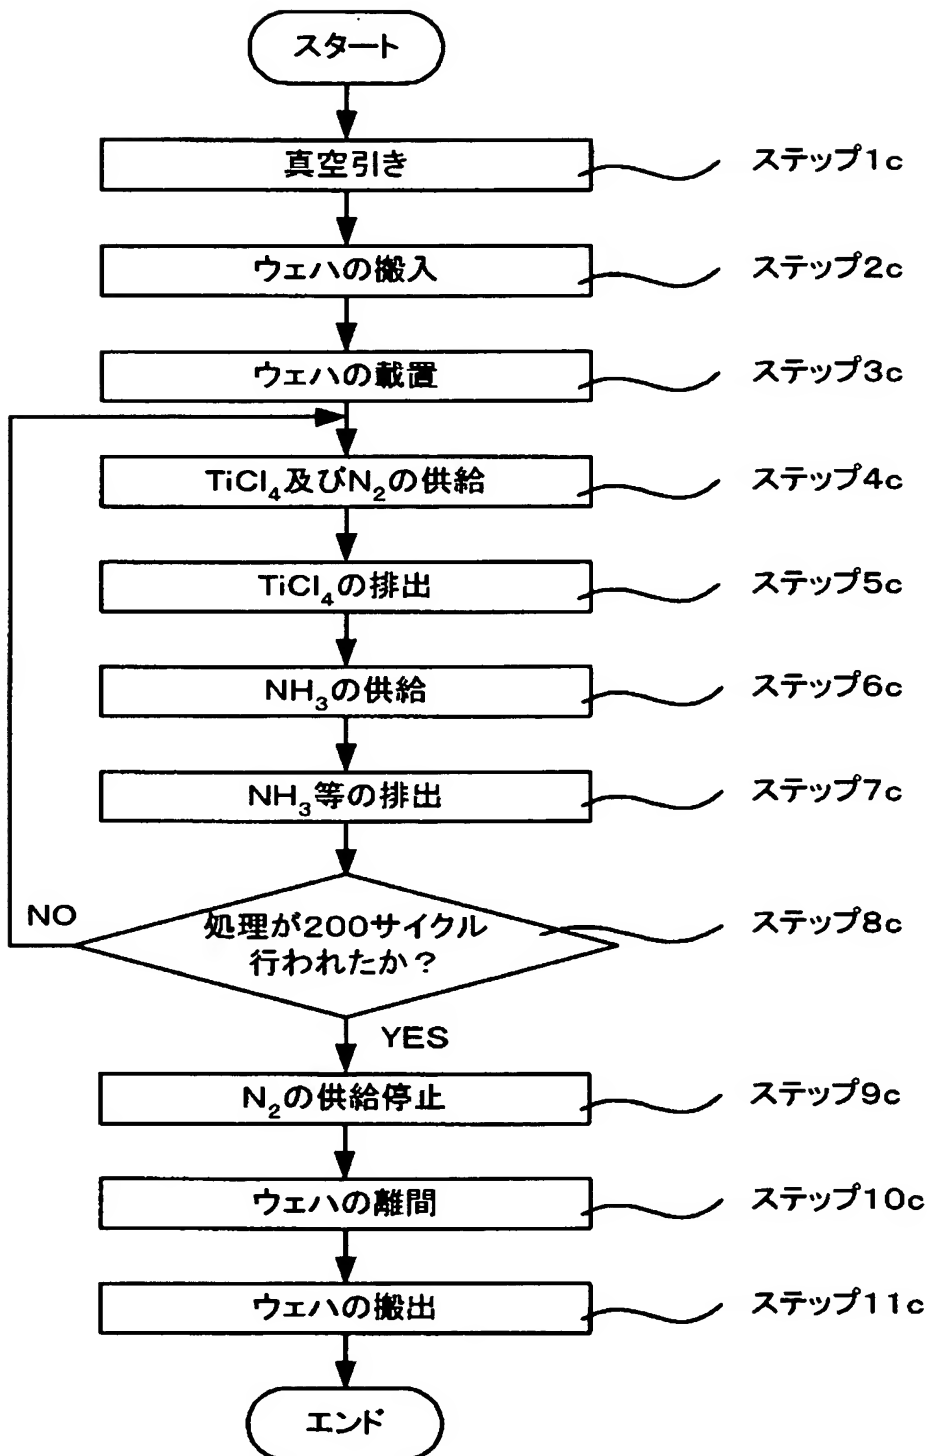 スタート
真空引き
ステップ1c
ウェハの搬入
ステップ2c
ウェハの載置
ステップ3c
TiCl₄及びN₂の供給
ステップ4c
TiCl₄の排出
ステップ5c
NH₃の供給
ステップ6c
NH₃等の排出
ステップ7c
NO
処理が200サイクル
行われたか?
ステップ8c
YES
N₂の供給停止
ステップ9c
ウェハの離間
ステップ10c
ウェハの搬出
ステップ11c
エンド